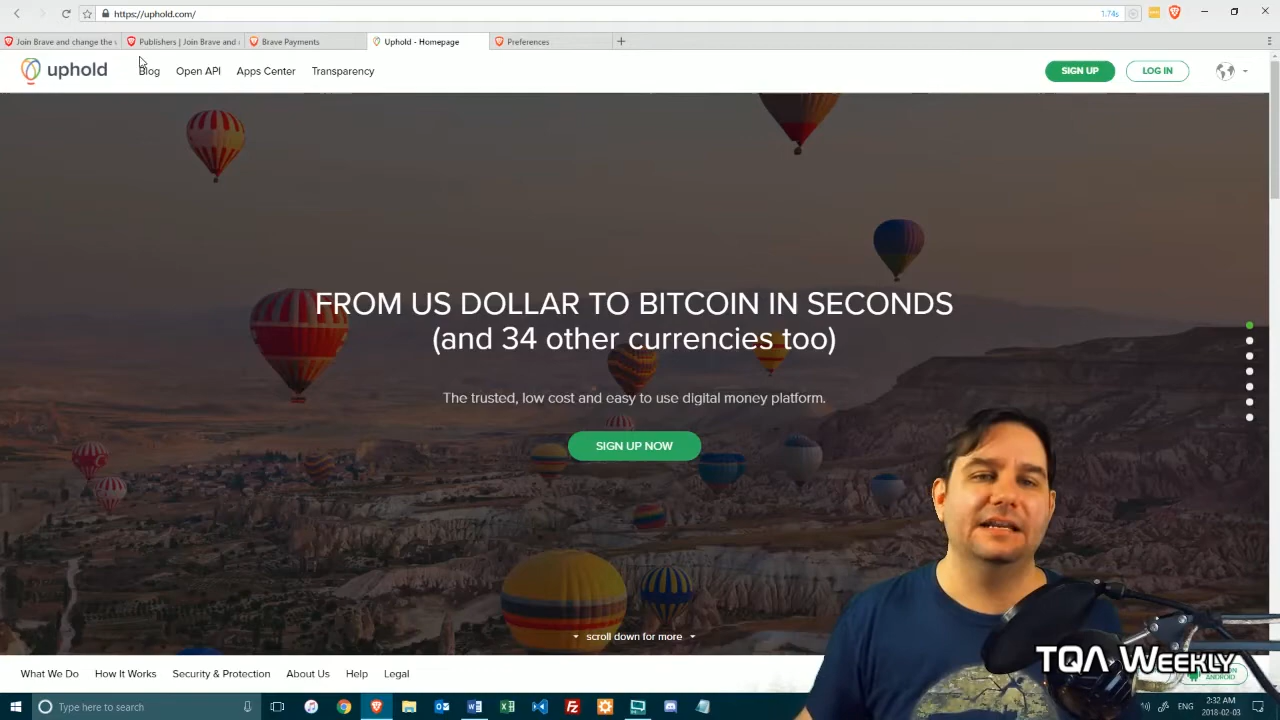 https://uphold.com/
1.74s
Join Brave and change the
Publishers | Join Brave and
Brave Payments
Uphold - Homepage
Preferences
uphold
Blog
Open API
Apps Center
Transparency
SIGN UP
LOG IN
FROM US DOLLAR TO BITCOIN IN SECONDS
(and 34 other currencies too)
The trusted, low cost and easy to use digital money platform.
SIGN UP NOW
scroll down for more
What We Do
How It Works
Security & Protection
About Us
Help
Legal
TQA WEEKLY
ANDROID
Type here to search
2:32 AM
2018-02-03